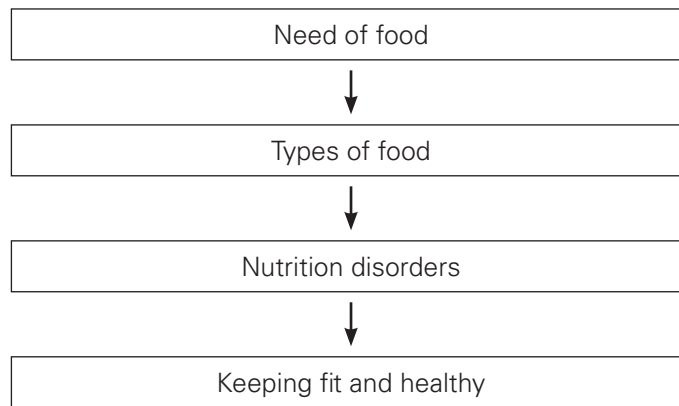 Need of food
Types of food
Nutrition disorders
Keeping fit and healthy